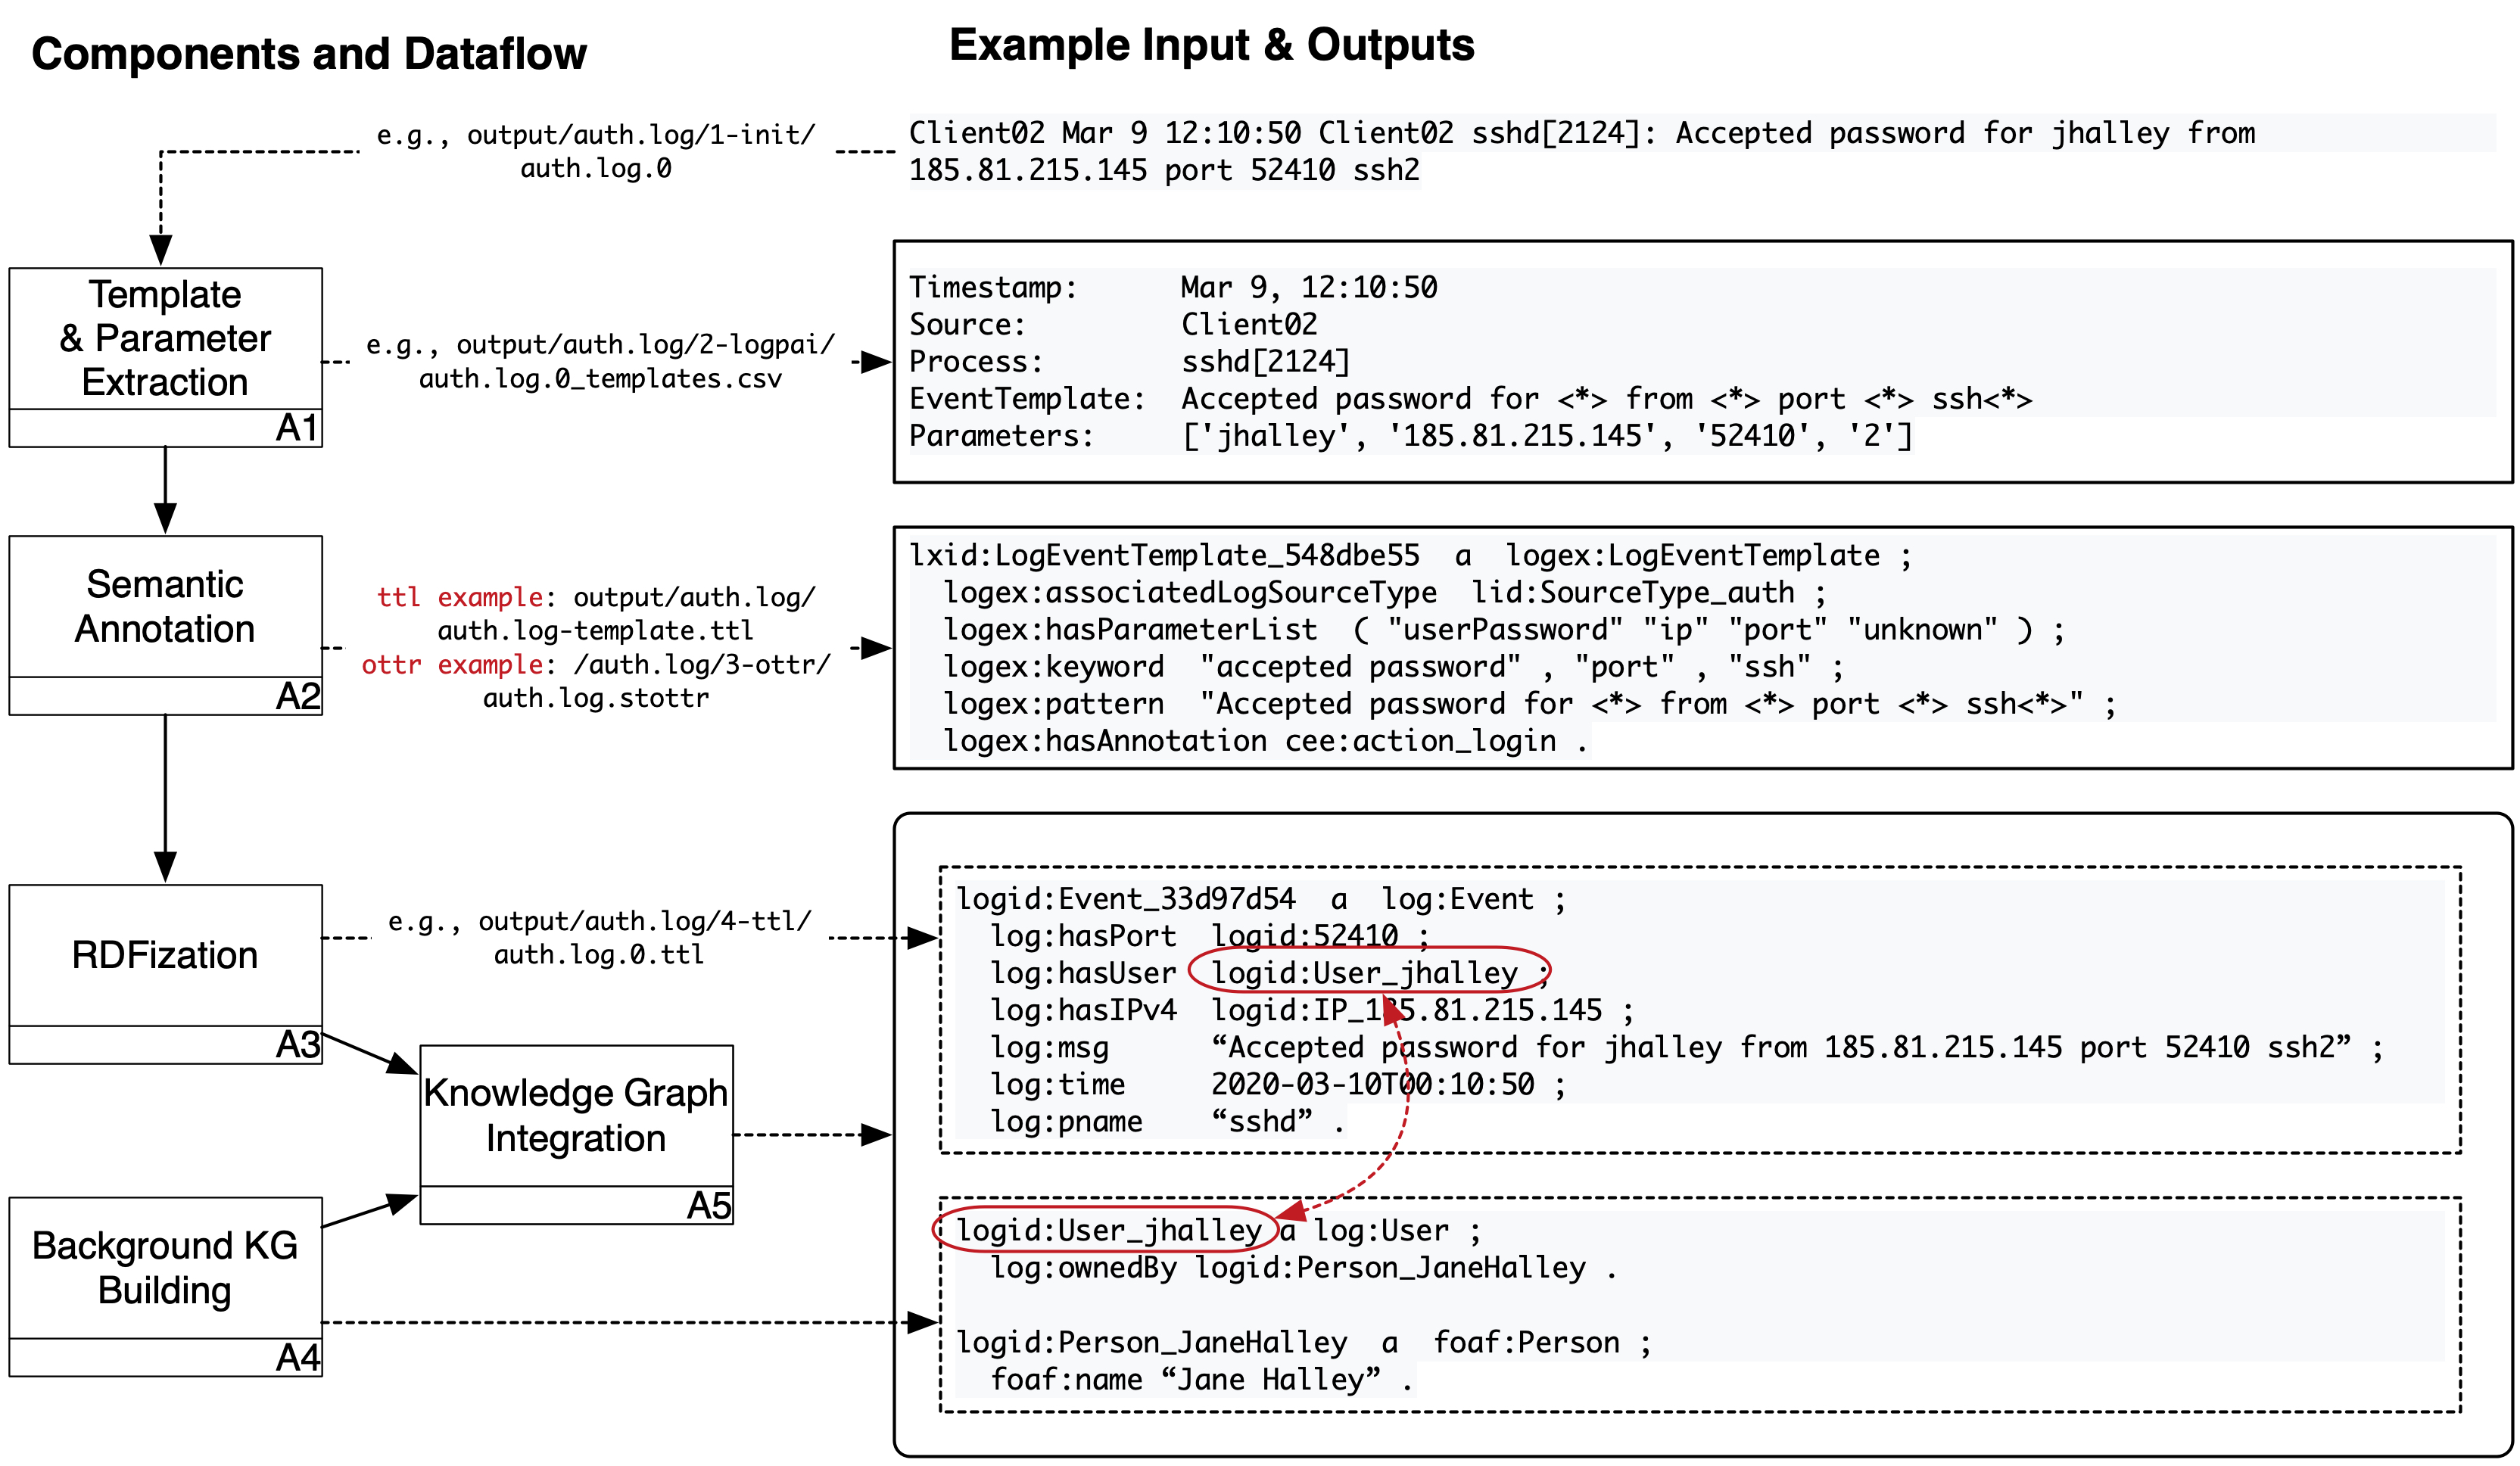 Components and Dataflow
Example Input & Outputs
e.g., output/auth.log/1-init/
auth.log.0
Client02 Mar 9 12:10:50 Client02 sshd[2124]: Accepted password for jhalley from
185.81.215.145 port 52410 ssh2
Template
& Parameter
Extraction
A1
e.g., output/auth.log/2-logpai/
auth.log.0_templates.csv
Timestamp: Mar 9, 12:10:50
Source: Client02
Process: sshd[2124]
EventTemplate: Accepted password for <*> from <*> port <*> ssh<*>
Parameters: ['jhalley', '185.81.215.145', '52410', '2']
Semantic
Annotation
A2
ttl example: output/auth.log/
auth.log-template.ttl
ottr example: /auth.log/3-ottr/
auth.log.stottr
lxid:LogEventTemplate_548dbe55 a logex:LogEventTemplate ;
logex:associatedLogSourceType lid:SourceType_auth ;
logex:hasParameterList ( "userPassword" "ip" "port" "unknown" ) ;
logex:keyword "accepted password" , "port" , "ssh" ;
logex:pattern "Accepted password for <*> from <*> port <*> ssh<*>" ;
logex:hasAnnotation cee:action_login .
RDFization
A3
e.g., output/auth.log/4-ttl/
auth.log.0.ttl
logid:Event_33d97d54 a log:Event ;
log:hasPort logid:52410 ;
log:hasUser logid:User_jhalley ;
log:hasIPv4 logid:IP_185.81.215.145 ;
log:msg “Accepted password for jhalley from 185.81.215.145 port 52410 ssh2” ;
log:time 2020-03-10T00:10:50 ;
log:pname “sshd” .
Knowledge Graph
Integration
A5
Background KG
Building
A4
logid:User_jhalley a log:User ;
log:ownedBy logid:Person_JaneHalley .
logid:Person_JaneHalley a foaf:Person ;
foaf:name “Jane Halley” .